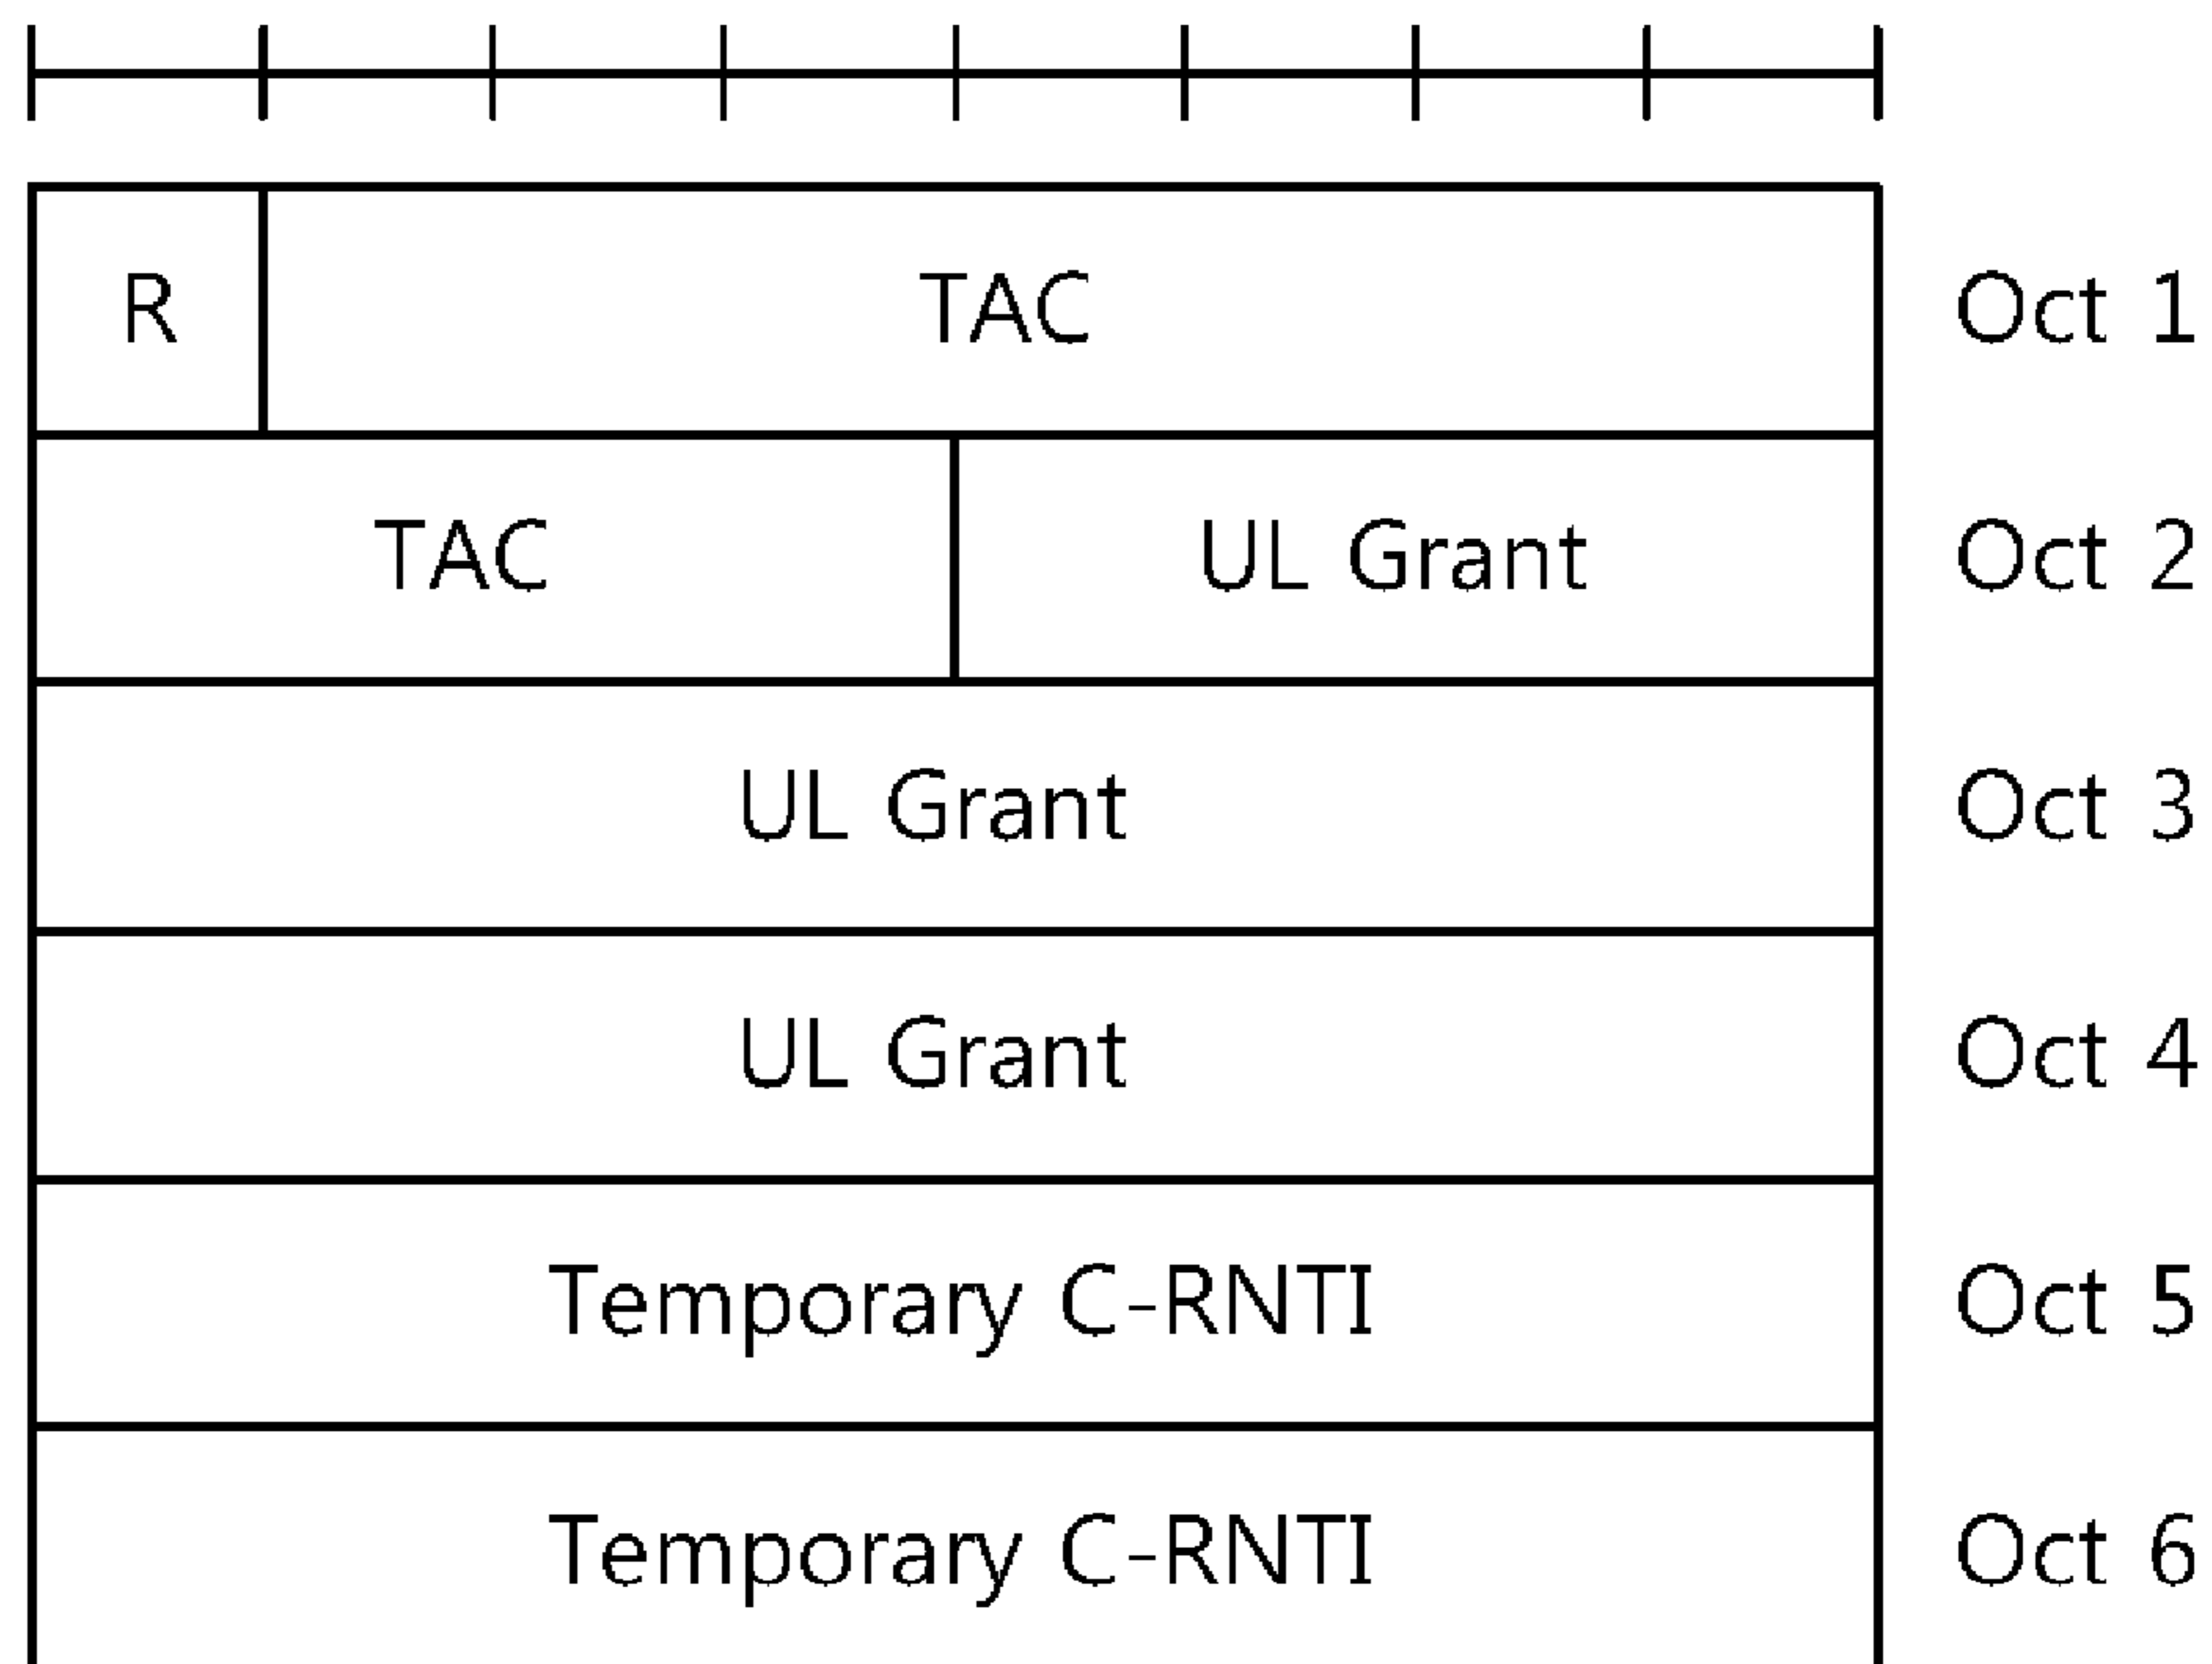 R TAC Oct 1
TAC UL Grant Oct 2
UL Grant Oct 3
UL Grant Oct 4
Temporary C-RNTI Oct 5
Temporary C-RNTI Oct 6